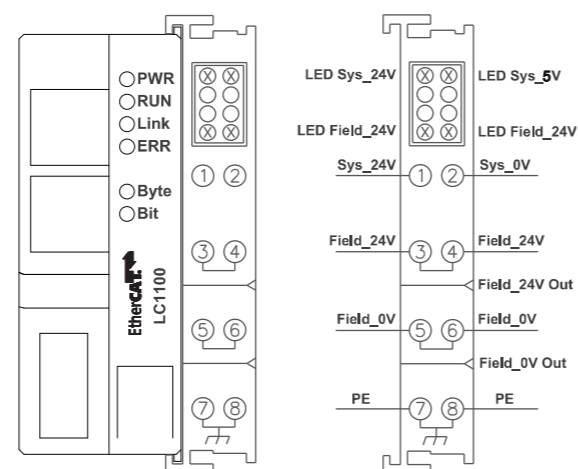 PWR
RUN
Link
ERR
Byte
Bit
EtherCAT.
LC1100
1 2
3 4
5 6
7 8
LED Sys_24V
LED Sys_5V
LED Field_24V
LED Field_24V
Sys_24V
1 2
Sys_0V
Field_24V
3 4
Field_24V
Field_24V Out
Field_0V
5 6
Field_0V
Field_0V Out
PE
7 8
PE